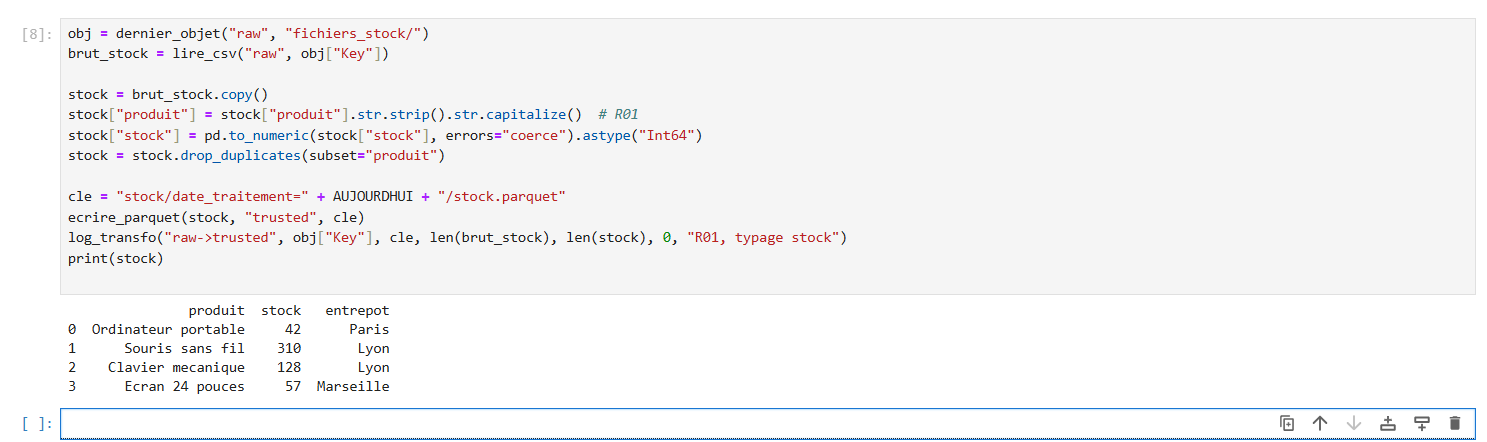 [8]: obj = dernier_objet("raw", "fichiers_stock/")
brut_stock = lire_csv("raw", obj["Key"])
stock = brut_stock.copy()
stock["produit"] = stock["produit"].str.strip().str.capitalize()  # R01
stock["stock"] = pd.to_numeric(stock["stock"], errors="coerce").astype("Int64")
stock = stock.drop_duplicates(subset="produit")
cle = "stock/date_traitement=" + AUJOURDHUI + "/stock.parquet"
ecrire_parquet(stock, "trusted", cle)
log_transfo("raw->trusted", obj["Key"], cle, len(brut_stock), len(stock), 0, "R01, typage stock")
print(stock)
produit stock entrepot
0 Ordinateur portable 42 Paris
1 Souris sans fil 310 Lyon
2 Clavier mecanique 128 Lyon
3 Ecran 24 pouces 57 Marseille
[ ]: